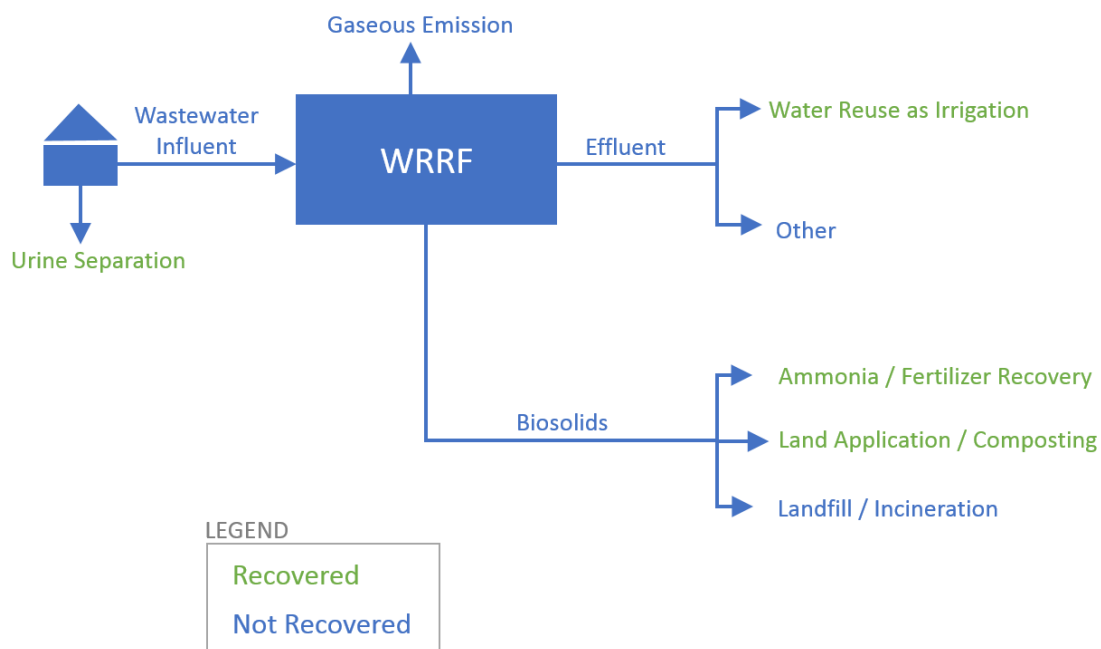 Gaseous Emission
Wastewater
Influent
WRRF
Effluent
Water Reuse as Irrigation
Other
Urine Separation
Ammonia / Fertilizer Recovery
Biosolids
Land Application / Composting
Landfill / Incineration
LEGEND
Recovered
Not Recovered